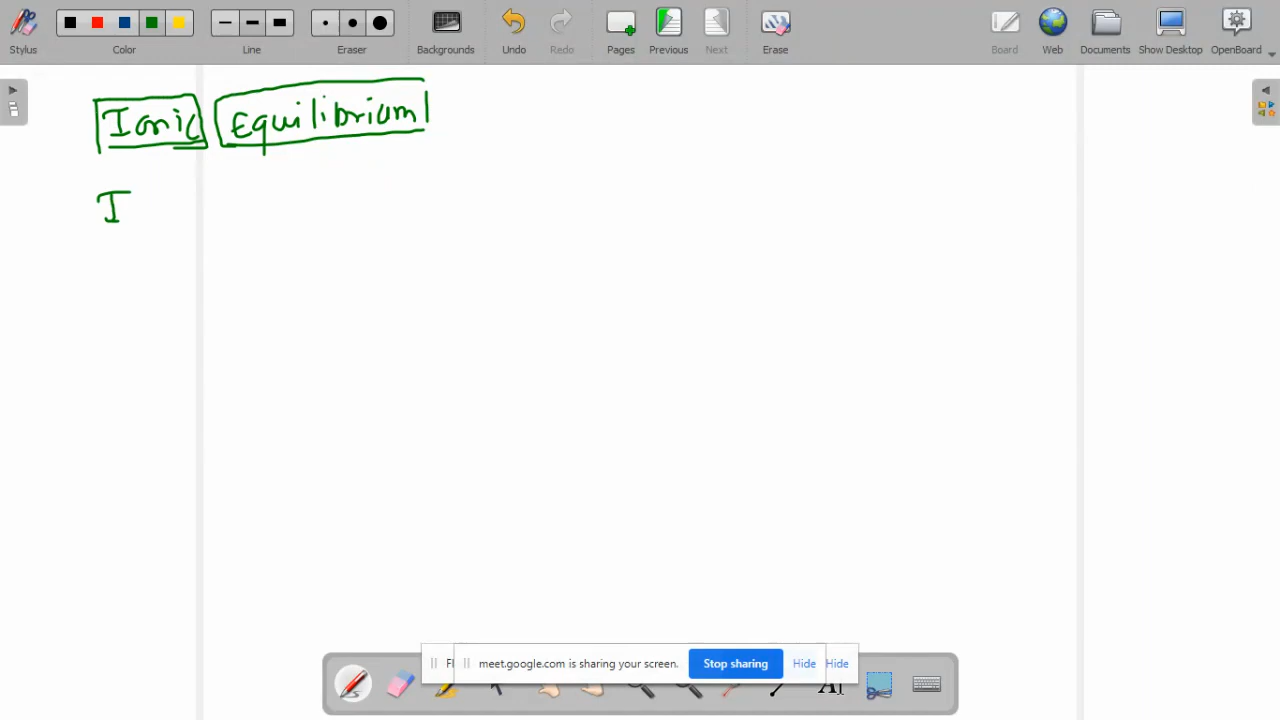 Stylus Color Line Eraser Backgrounds Undo Redo Pages Previous Next Erase Board Web Documents Show Desktop OpenBoard
Ionic Equilibrium
I
meet.google.com is sharing your screen. Stop sharing Hide Hide